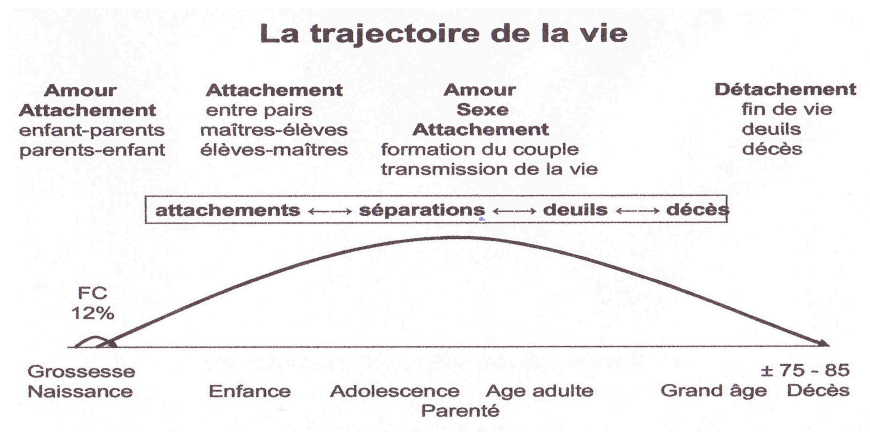 La trajectoire de la vie
Amour
Attachement
enfant-parents
parents-enfant
Attachement
entre pairs
maîtres-élèves
élèves-maîtres
Amour
Sexe
Attachement
formation du couple
transmission de la vie
Détachement
fin de vie
deuils
décès
attachements ←→ séparations ←→ deuils ←→ décès
FC
12%
Grossesse
Naissance
Enfance
Adolescence
Age adulte
Parenté
Grand âge
± 75 - 85
Décès